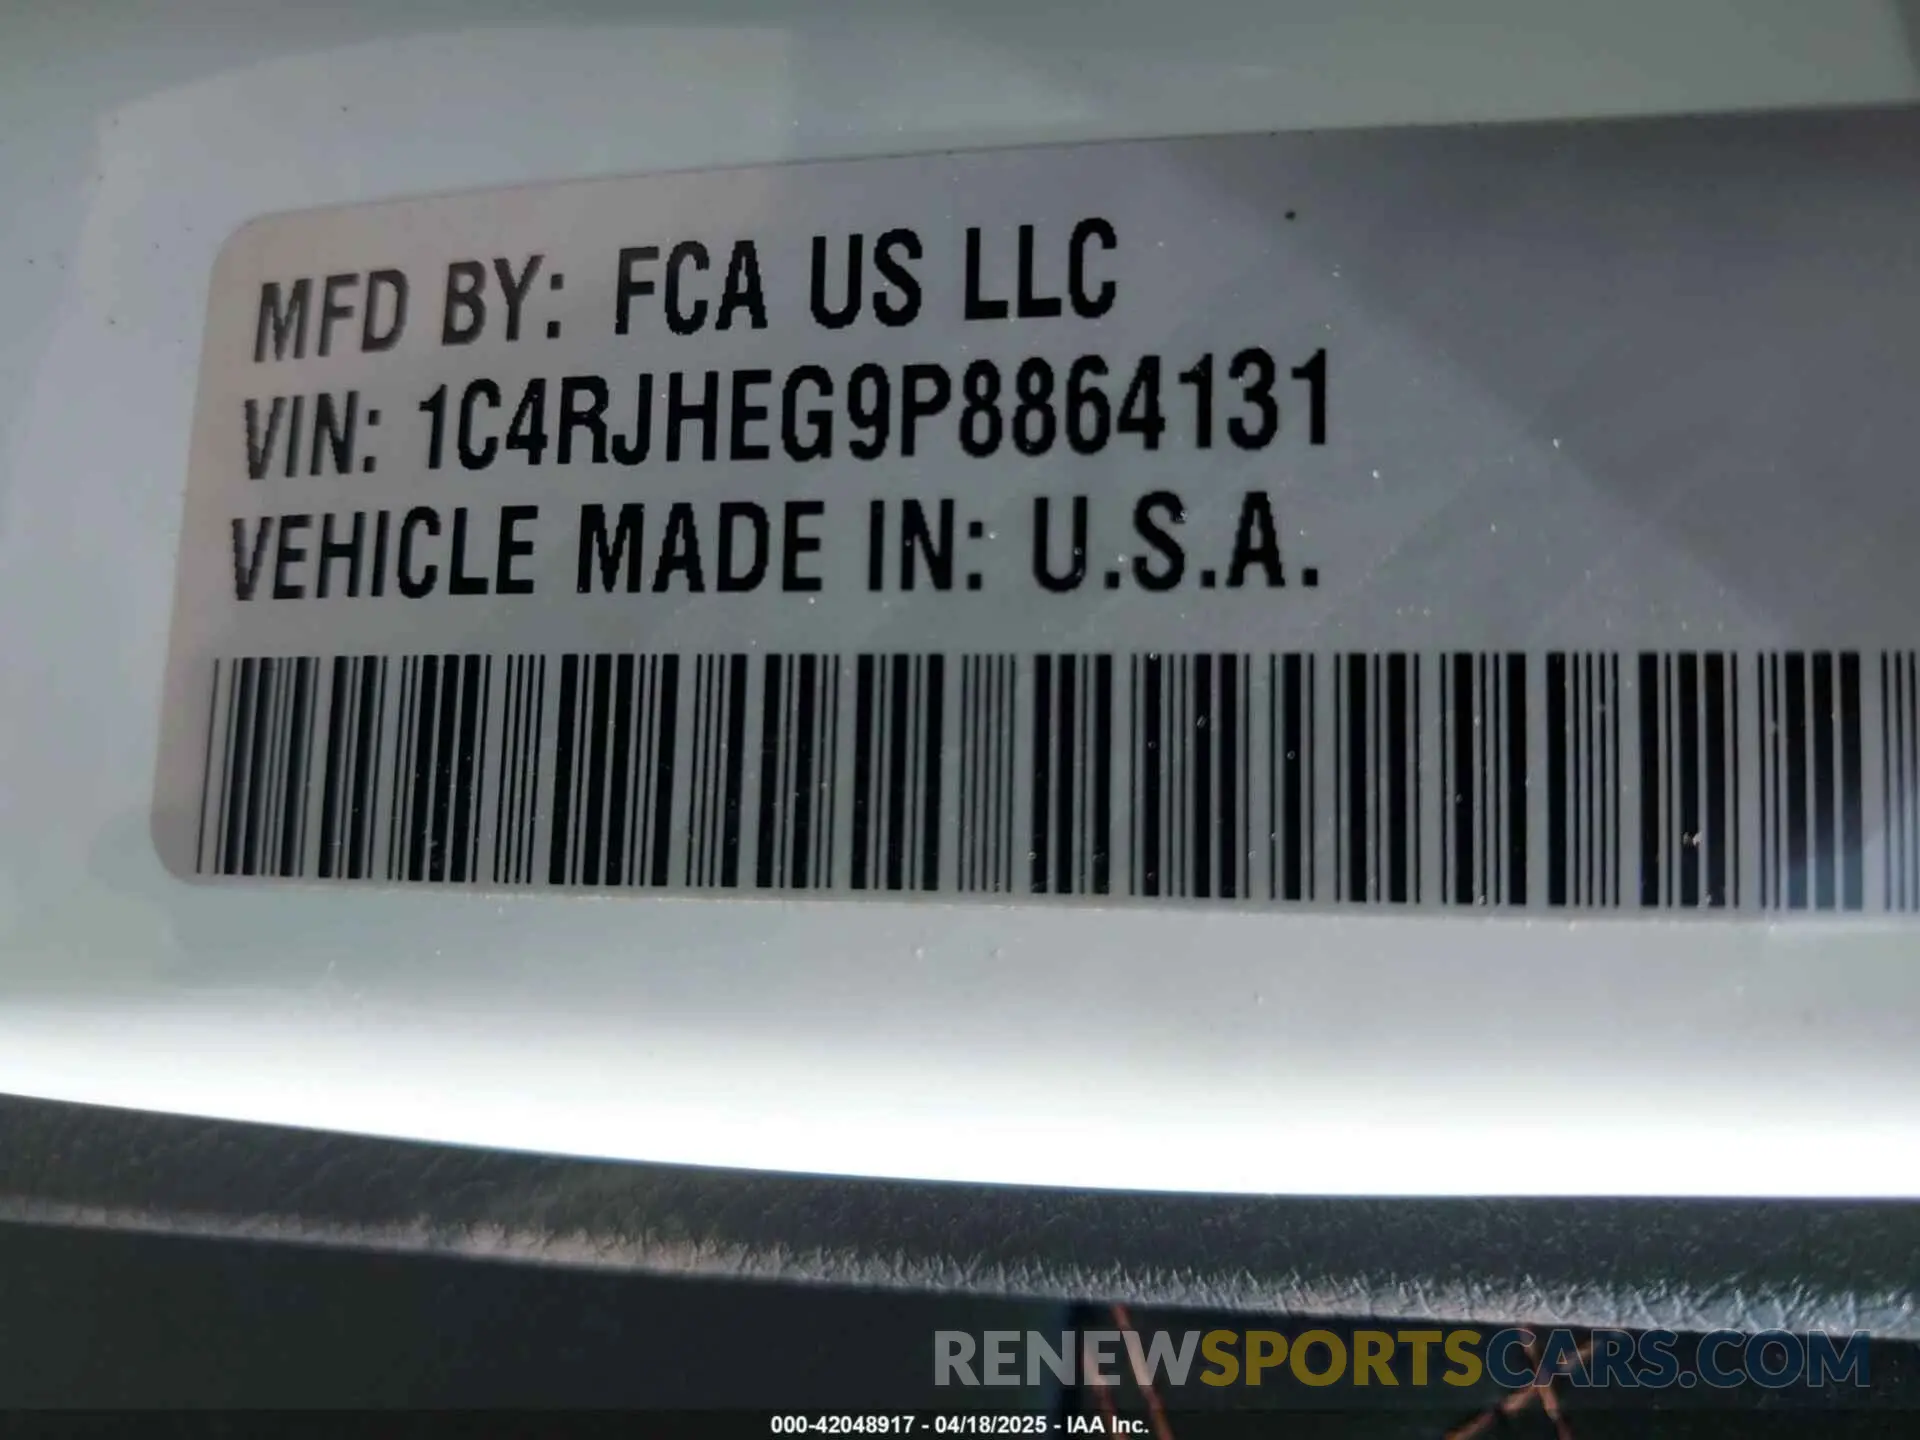 MFD BY: FCA US LLC
VIN: 1C4RJHEG9P8864131
VEHICLE MADE IN: U.S.A.
RENEWSPORTSCARS.COM
000-42048917 - 04/18/2025 - IAA Inc.